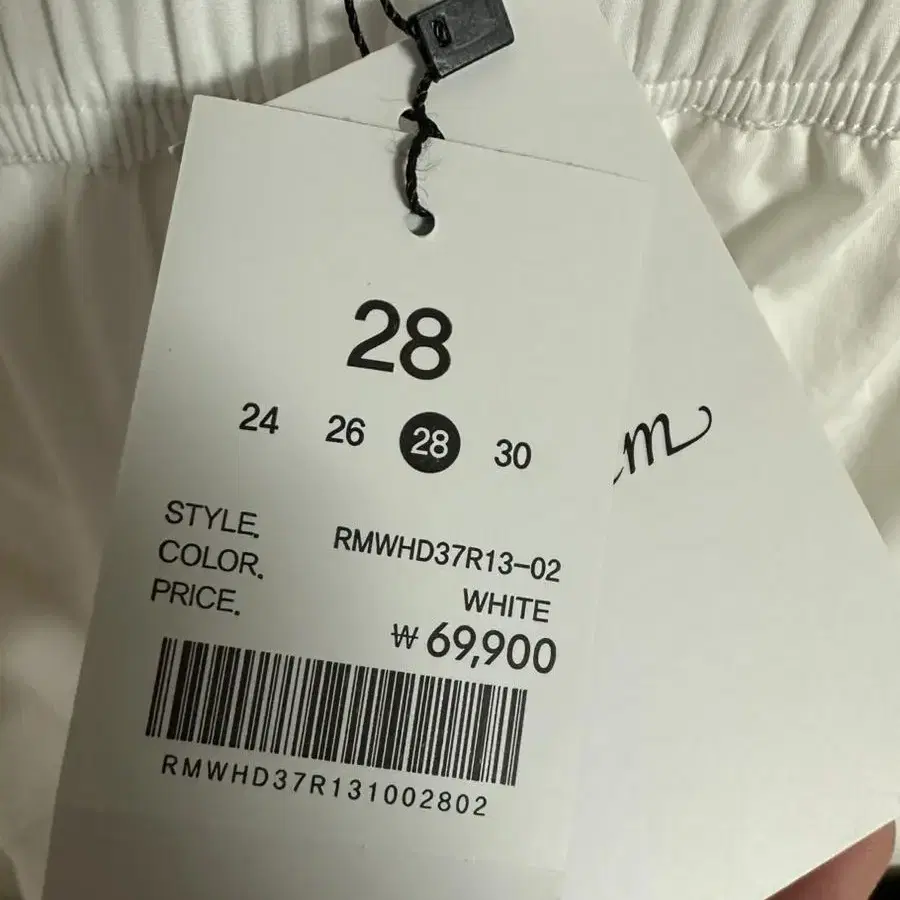 28
24 26 28 30
STYLE. RMWHD37R13-02
COLOR. WHITE
PRICE. ₩69,900
RMWHD37R131002802